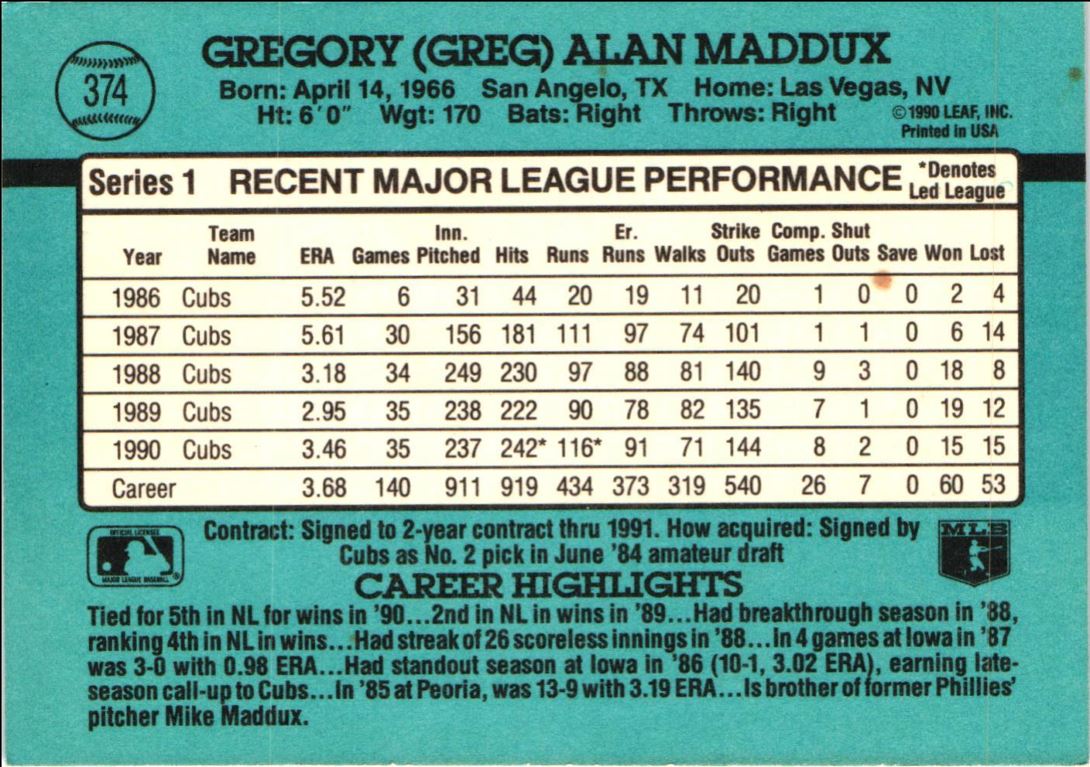 374
GREGORY (GREG) ALAN MADDUX
Born: April 14, 1966 San Angelo, TX Home: Las Vegas, NV
Ht: 6'0" Wgt: 170 Bats: Right Throws: Right
©1990 LEAF, INC.
Printed in USA
Series 1 RECENT MAJOR LEAGUE PERFORMANCE *Denotes Led League
Year Team Name ERA Games Inn. Pitched Hits Runs Er. Runs Walks Strike Outs Comp. Games Shut Outs Save Won Lost
1986 Cubs 5.52 6 31 44 20 19 11 20 1 0 0 2 4
1987 Cubs 5.61 30 156 181 111 97 74 101 1 1 0 6 14
1988 Cubs 3.18 34 249 230 97 88 81 140 9 3 0 18 8
1989 Cubs 2.95 35 238 222 90 78 82 135 7 1 0 19 12
1990 Cubs 3.46 35 237 242* 116* 91 71 144 8 2 0 15 15
Career 3.68 140 911 919 434 373 319 540 26 7 0 60 53
OFFICIAL LICENSEE
MAJOR LEAGUE BASEBALL
®
Contract: Signed to 2-year contract thru 1991. How acquired: Signed by
Cubs as No. 2 pick in June '84 amateur draft
MLB
CAREER HIGHLIGHTS
Tied for 5th in NL for wins in '90...2nd in NL in wins in '89...Had breakthrough season in '88,
ranking 4th in NL in wins...Had streak of 26 scoreless innings in '88...In 4 games at Iowa in '87
was 3-0 with 0.98 ERA...Had standout season at Iowa in '86 (10-1, 3.02 ERA), earning late-
season call-up to Cubs...In '85 at Peoria, was 13-9 with 3.19 ERA...Is brother of former Phillies'
pitcher Mike Maddux.